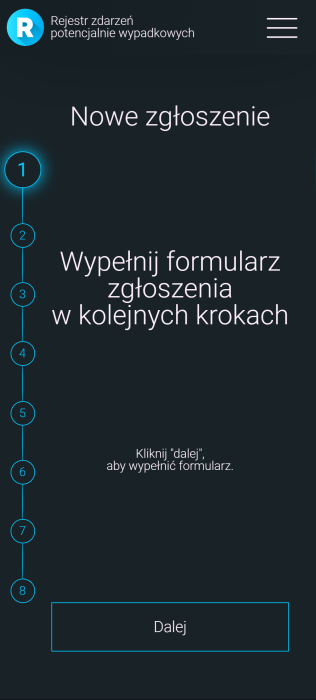 R
Rejestr zdarzeń
potencjalnie wypadkowych
Nowe zgłoszenie
1
2
3
4
5
6
7
8
Wypełnij formularz
zgłoszenia
w kolejnych krokach
Kliknij "dalej",
aby wypełnić formularz.
Dalej